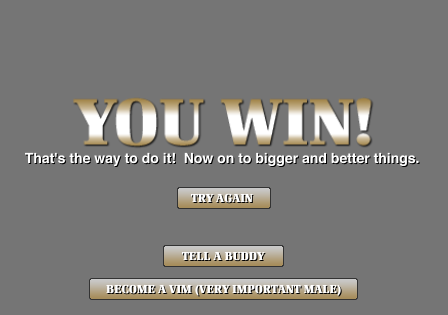 YOU WIN!
That's the way to do it! Now on to bigger and better things.
TRY AGAIN
TELL A BUDDY
BECOME A VIM (VERY IMPORTANT MALE)